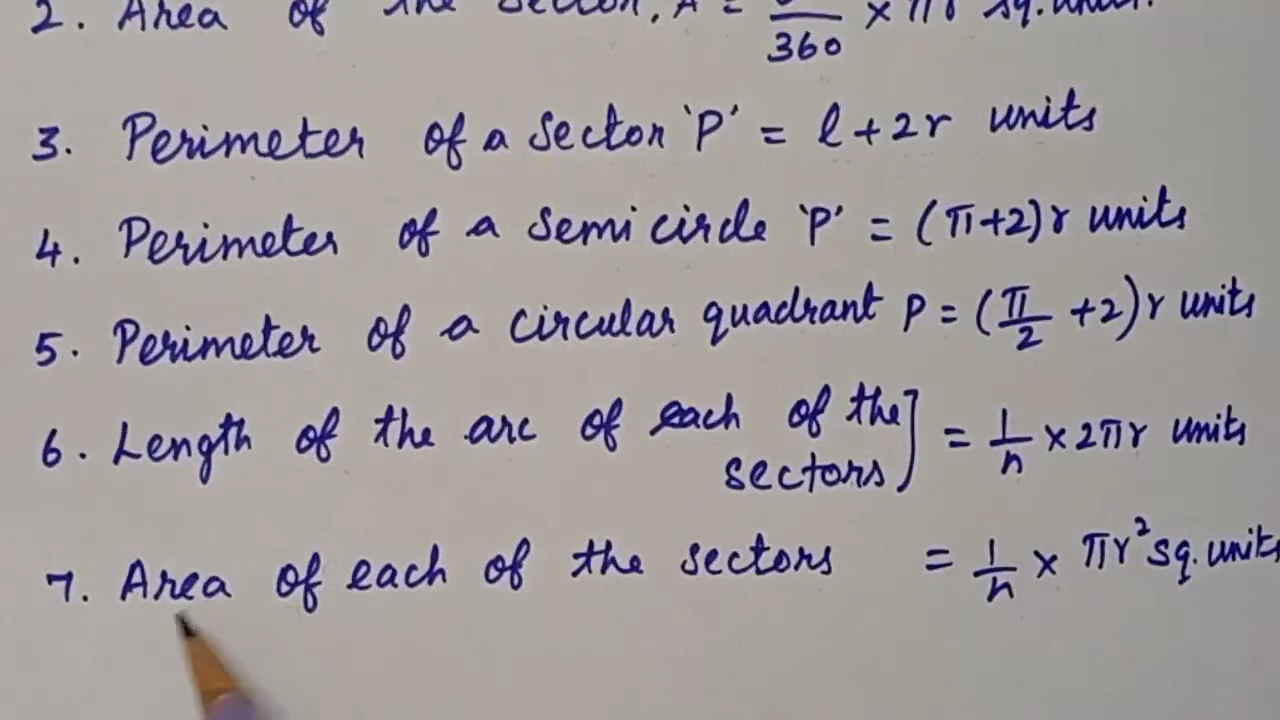 2. Area of the Sector, A = /360 × πr sq. units.
3. Perimeter of a Sector 'P' = l + 2r units
4. Perimeter of a Semicircle 'P' = (π+2)r units
5. Perimeter of a circular quadrant P = (π/2 +2)r units
6. Length of the arc of each of the sectors] = 1/n × 2πr units
7. Area of each of the sectors = 1/n × πr² sq. units